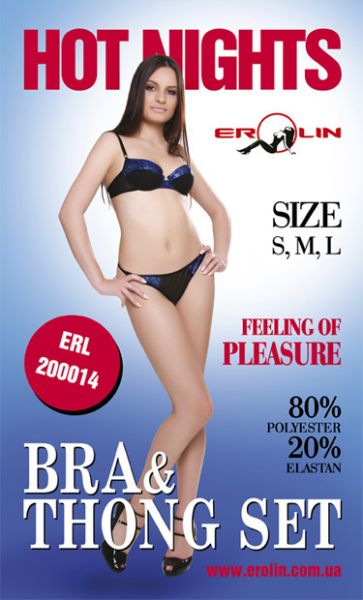 HOT NIGHTS
EROLIN
SIZE
S, M, L
FEELING OF
PLEASURE
ERL
200014
80%
POLYESTER
20%
ELASTAN
BRA&
THONG SET
www.erolin.com.ua